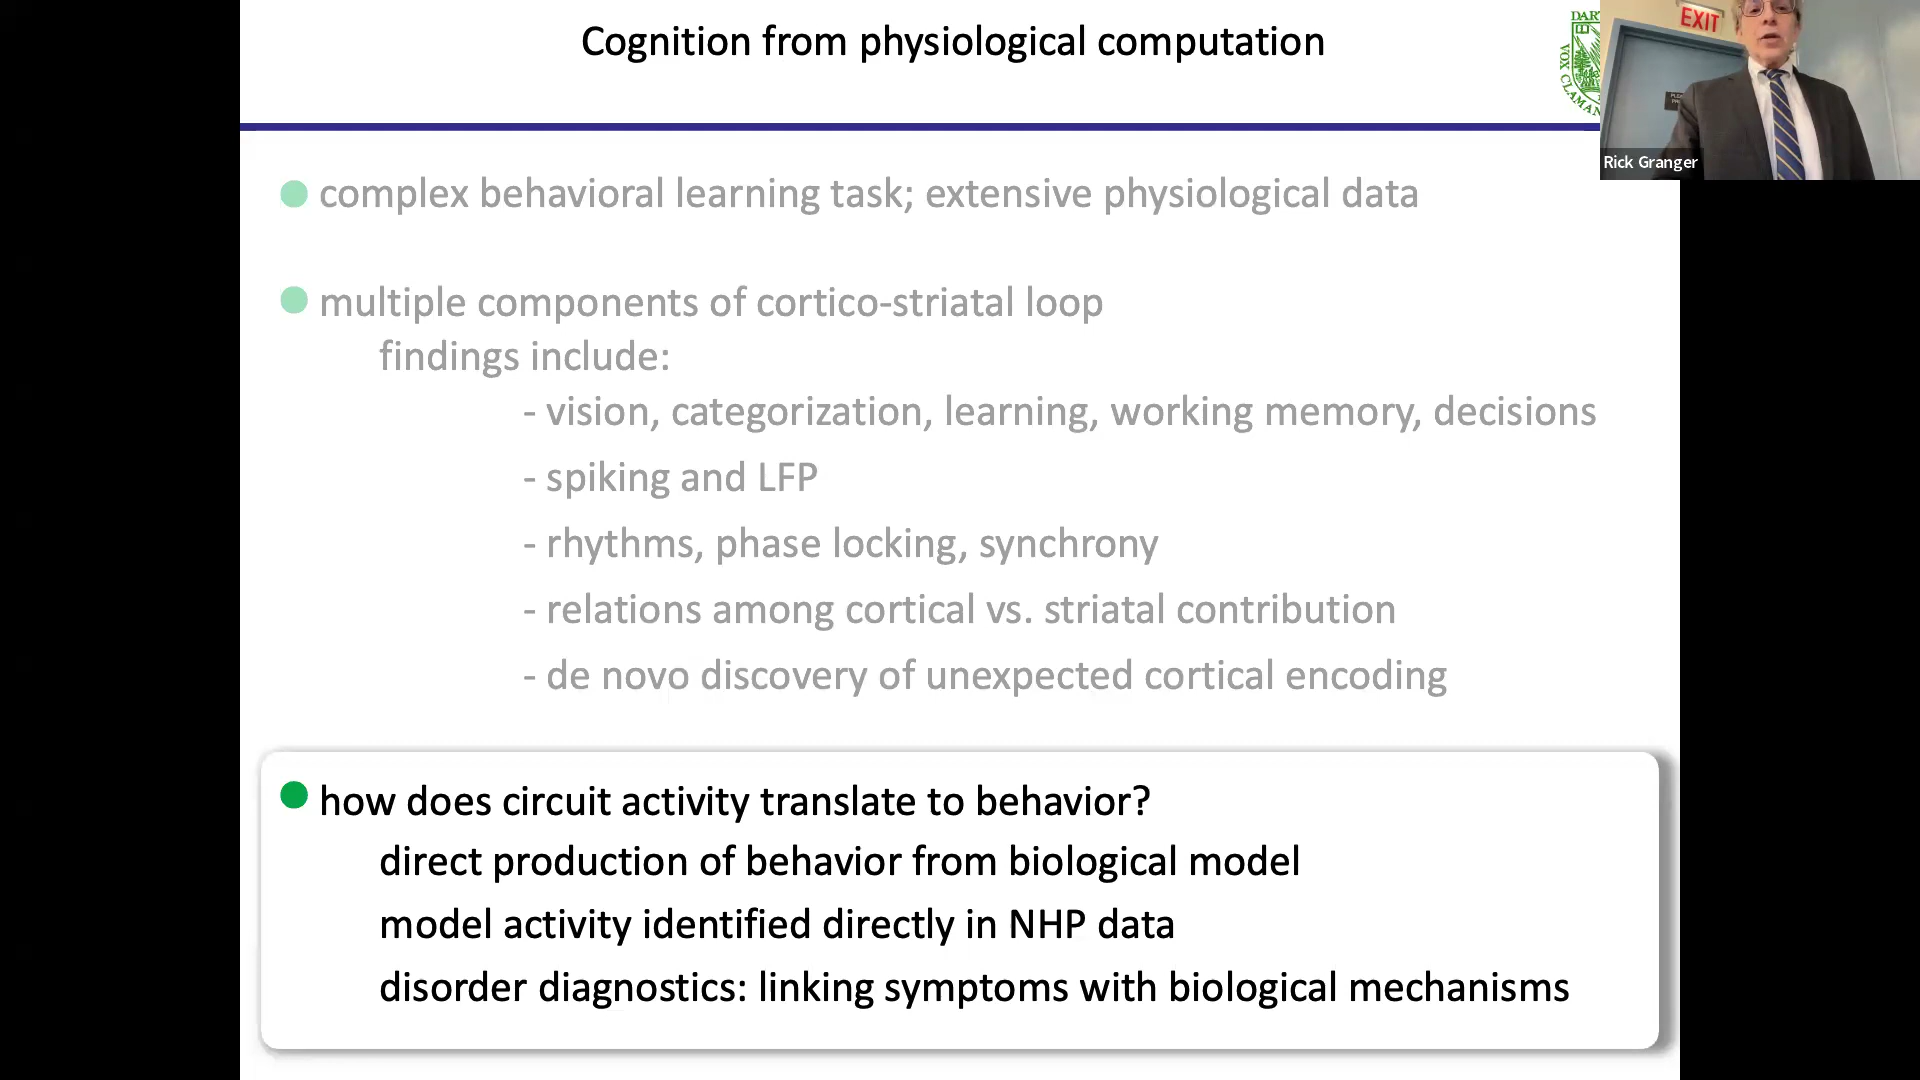 Cognition from physiological computation
DAR
VOX CLAMAN
EXIT
Rick Granger
complex behavioral learning task; extensive physiological data
multiple components of cortico-striatal loop
findings include:
- vision, categorization, learning, working memory, decisions
- spiking and LFP
- rhythms, phase locking, synchrony
- relations among cortical vs. striatal contribution
- de novo discovery of unexpected cortical encoding
how does circuit activity translate to behavior?
direct production of behavior from biological model
model activity identified directly in NHP data
disorder diagnostics: linking symptoms with biological mechanisms